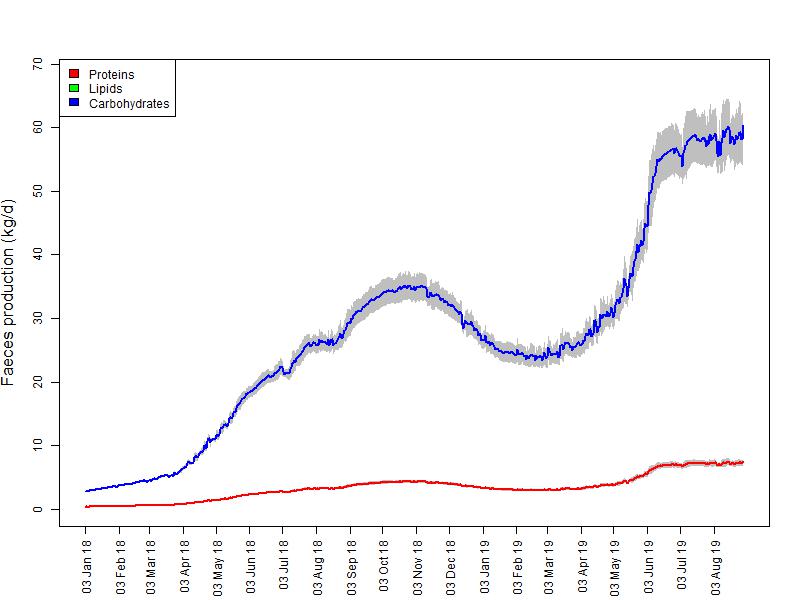 Proteins
Lipids
Carbohydrates
Faeces production (kg/d)
70
60
50
40
30
20
10
0
03 Jan 18
03 Feb 18
03 Mar 18
03 Apr 18
03 May 18
03 Jun 18
03 Jul 18
03 Aug 18
03 Sep 18
03 Oct 18
03 Nov 18
03 Dec 18
03 Jan 19
03 Feb 19
03 Mar 19
03 Apr 19
03 May 19
03 Jun 19
03 Jul 19
03 Aug 19